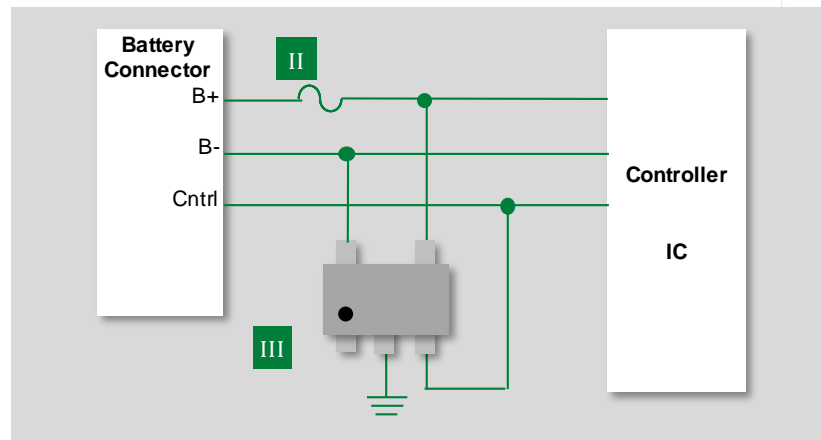 Battery
Connector
II
B+
B-
Cntrl
Controller
IC
III